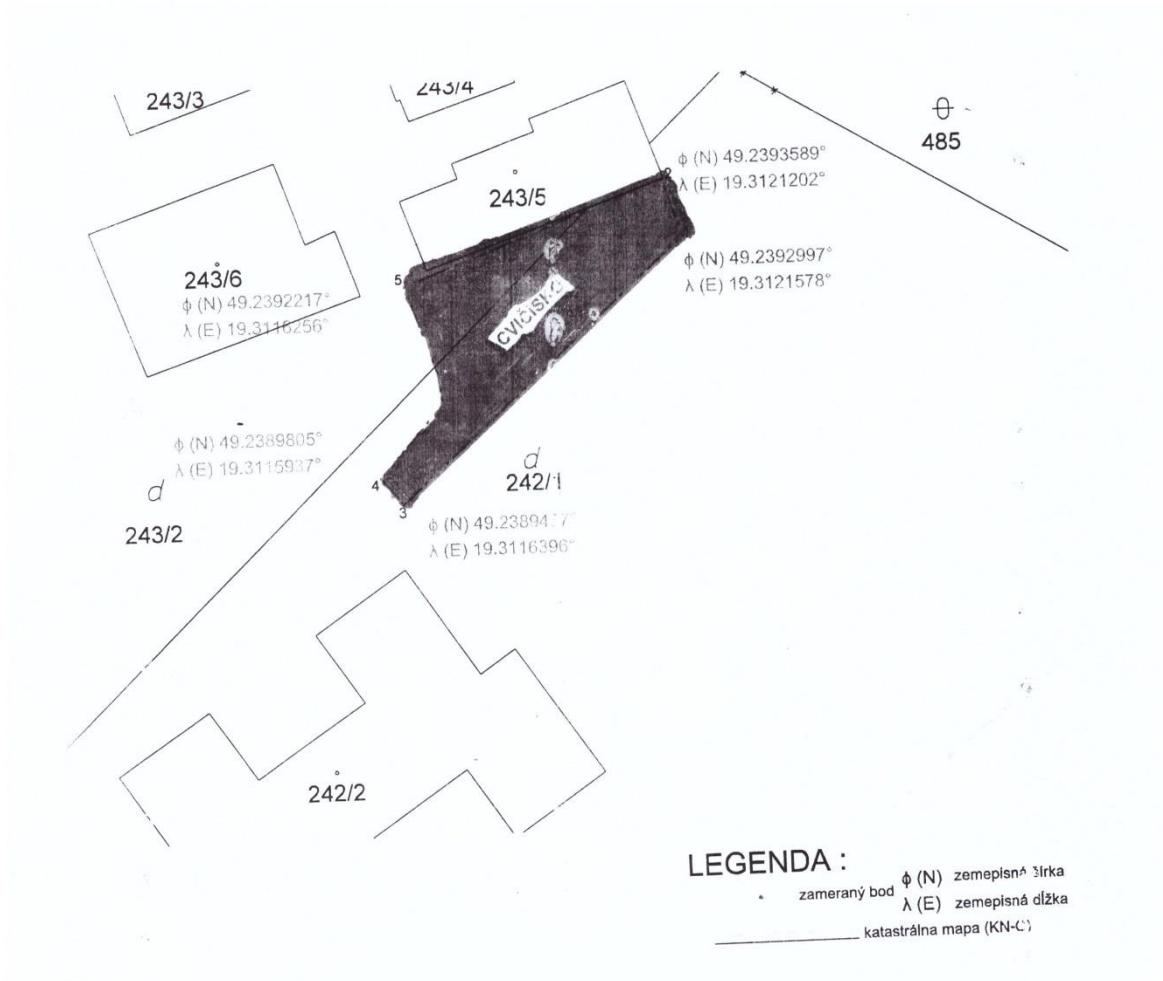 243/3
243/4
485
φ (N) 49.2393589°
λ (E) 19.3121202°
2
243/5
243/6
φ (N) 49.2392217°
λ (E) 19.3116256°
5
φ (N) 49.2392997°
λ (E) 19.3121578°
φ (N) 49.2389805°
λ (E) 19.3115937°
d
243/2
4
3
d
242/1
φ (N)
λ (E) 19.3116396°
242/2
LEGENDA :
zameraný bod
φ (N) zemepisná šírka
λ (E) zemepisná dĺžka
katastrálna mapa (KN-C)